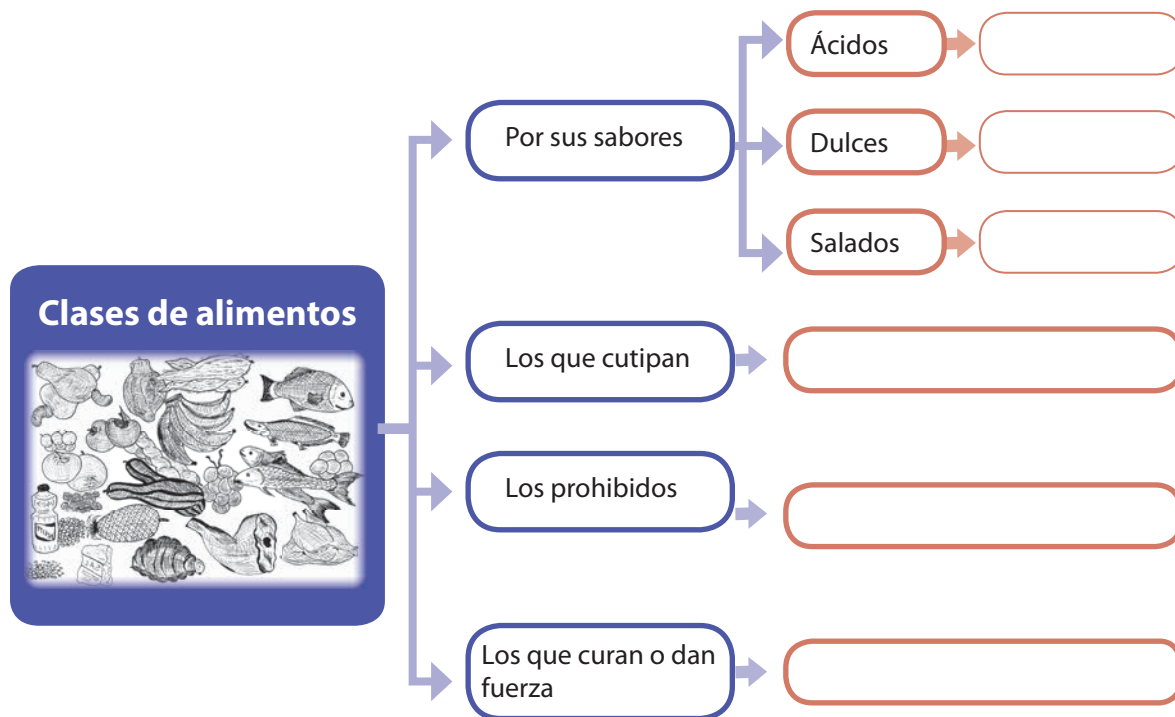 Clases de alimentos
Por sus sabores
Ácidos
Dulces
Salados
Los que cutipan
Los prohibidos
Los que curan o dan
fuerza